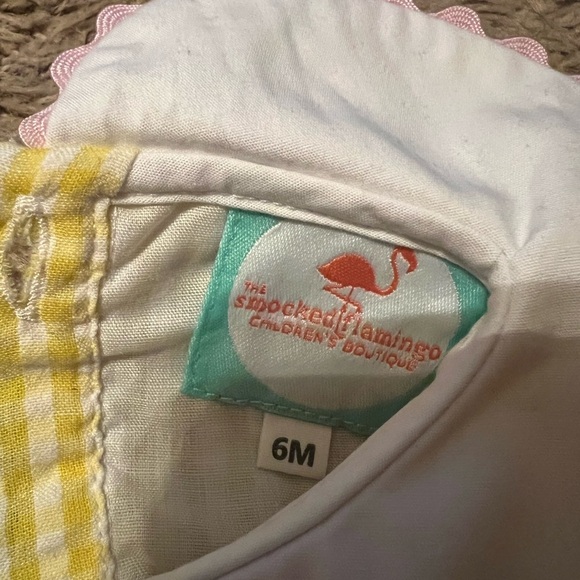 THE
smocked flamingo
CHILDREN'S BOUTIQUE
6M